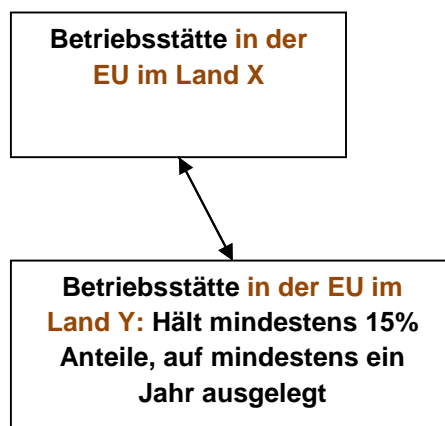 Betriebsstätte in der
EU im Land X
Betriebsstätte in der EU im
Land Y: Hält mindestens 15%
Anteile, auf mindestens ein
Jahr ausgelegt